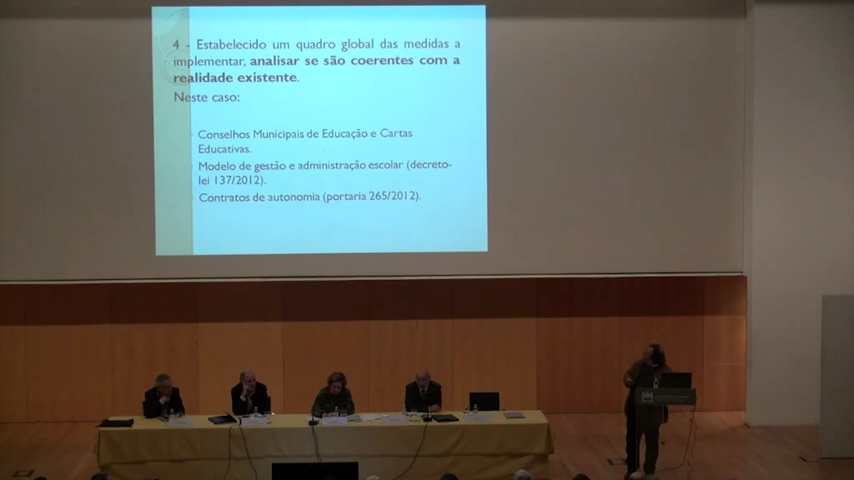 4 - Estabelecido um quadro global das medidas a
implementar, analisar se são coerentes com a
realidade existente.
Neste caso:
Conselhos Municipais de Educação e Cartas
Educativas.
Modelo de gestão e administração escolar (decreto-
lei 137/2012).
Contratos de autonomia (portaria 265/2012).